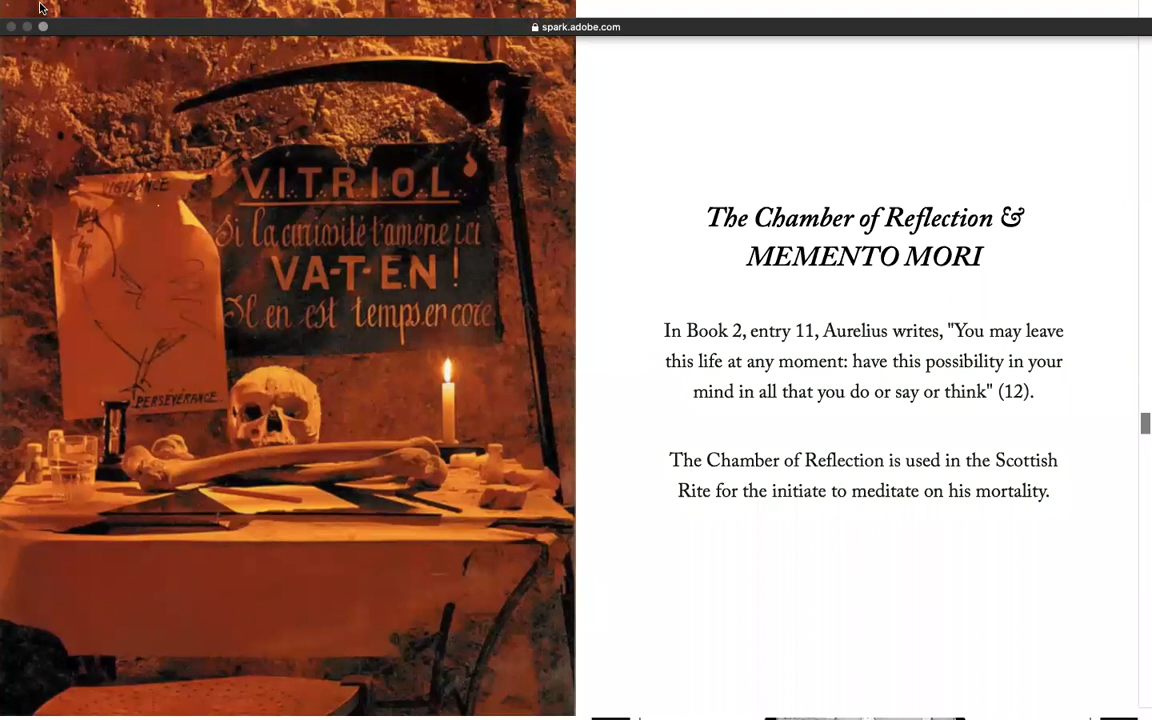 spark.adobe.com
VIGILANCE
V.I.T.R.I.O.L.
Si la curiosité t'amène ici
VA-T-EN !
Il en est temps encore
PERSÉVÉRANCE.
The Chamber of Reflection &
MEMENTO MORI
In Book 2, entry 11, Aurelius writes, "You may leave
this life at any moment: have this possibility in your
mind in all that you do or say or think" (12).
The Chamber of Reflection is used in the Scottish
Rite for the initiate to meditate on his mortality.